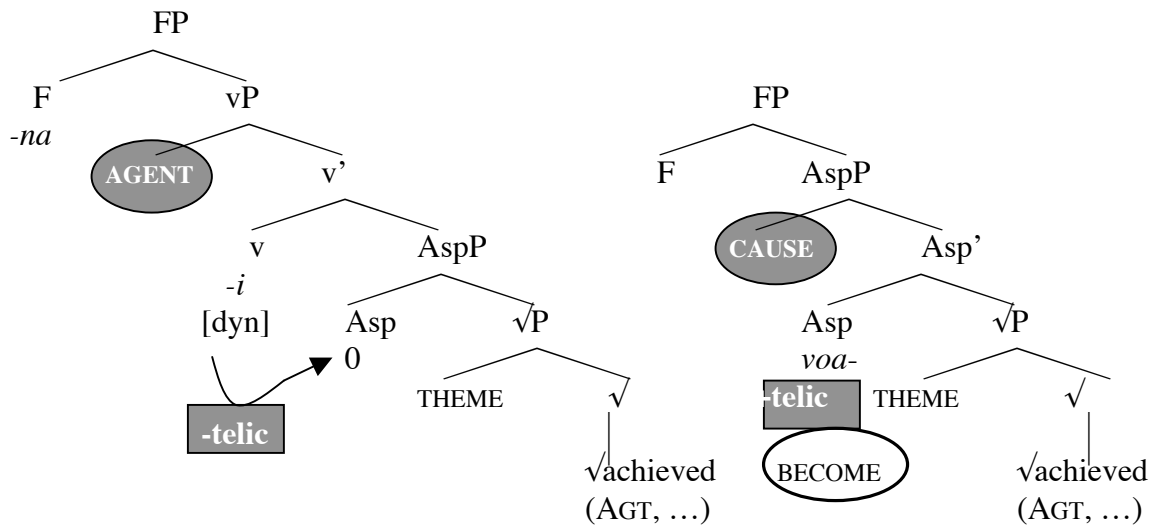 FP
F vP
-na
AGENT v’
v AspP
-i
[dyn] Asp √P
0
THEME √
-telic
√achieved
(AGT, …)
FP
F AspP
CAUSE Asp’
Asp √P
voa-
-telic THEME √
BECOME √achieved
(AGT, …)